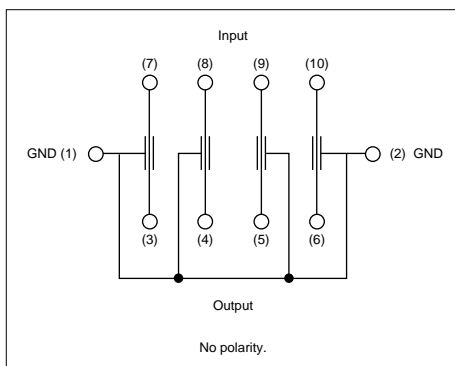 Input
(7) (8) (9) (10)
GND (1) (2) GND
(3) (4) (5) (6)
Output
No polarity.